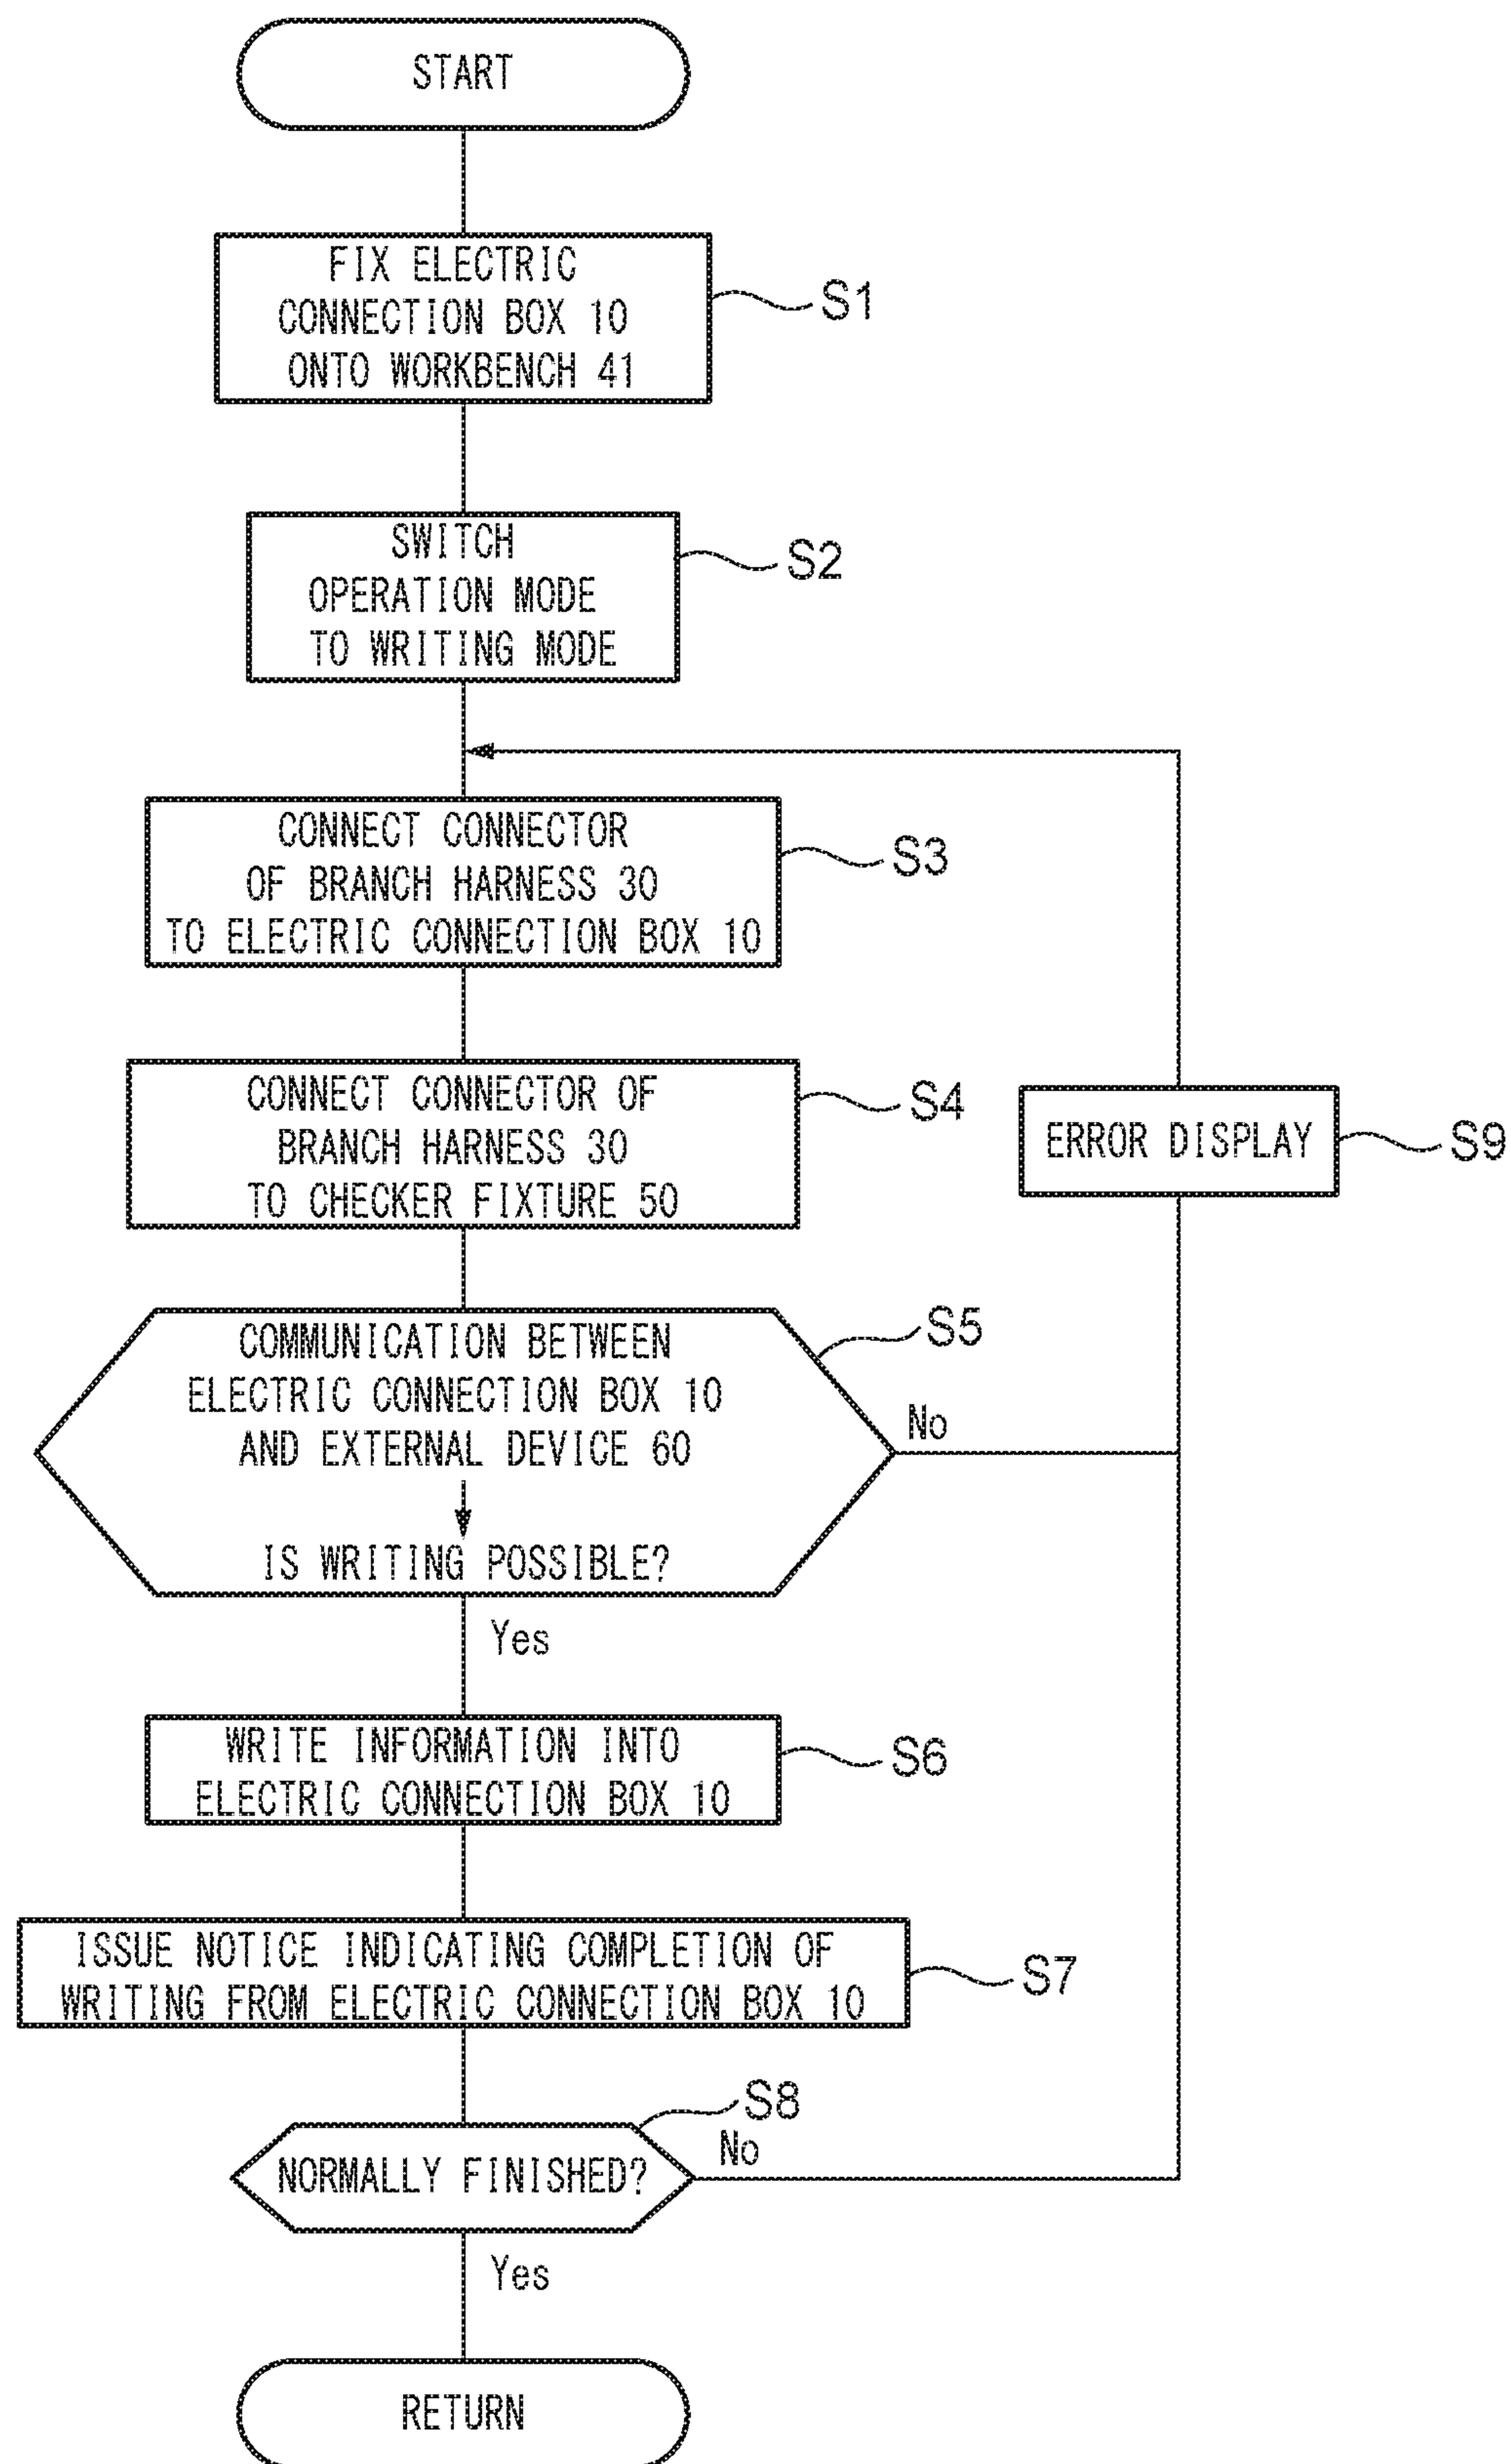 START
FIX ELECTRIC
CONNECTION BOX 10
ONTO WORKBENCH 41
S1
SWITCH
OPERATION MODE
TO WRITING MODE
S2
CONNECT CONNECTOR
OF BRANCH HARNESS 30
TO ELECTRIC CONNECTION BOX 10
S3
CONNECT CONNECTOR OF
BRANCH HARNESS 30
TO CHECKER FIXTURE 50
S4
ERROR DISPLAY
S9
COMMUNICATION BETWEEN
ELECTRIC CONNECTION BOX 10
AND EXTERNAL DEVICE 60
IS WRITING POSSIBLE?
S5
No
Yes
WRITE INFORMATION INTO
ELECTRIC CONNECTION BOX 10
S6
ISSUE NOTICE INDICATING COMPLETION OF
WRITING FROM ELECTRIC CONNECTION BOX 10
S7
NORMALLY FINISHED?
S8
No
Yes
RETURN